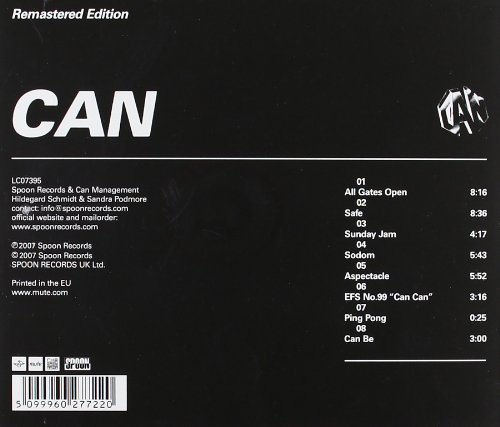 Remastered Edition
CAN
CAN
LC07395
Spoon Records & Can Management
Hildegard Schmidt & Sandra Podmore
contact: info@spoonrecords.com
official website and mailorder:
www.spoonrecords.com
℗2007 Spoon Records
©2007 Spoon Records
SPOON RECORDS UK Ltd.
Printed in the EU
www.mute.com
01
All Gates Open 8:16
02
Safe 8:36
03
Sunday Jam 4:17
04
Sodom 5:43
05
Aspectacle 5:52
06
EFS No.99 "Can Can" 3:16
07
Ping Pong 0:25
08
Can Be 3:00
MUTE
SPOON
5 099960 277220